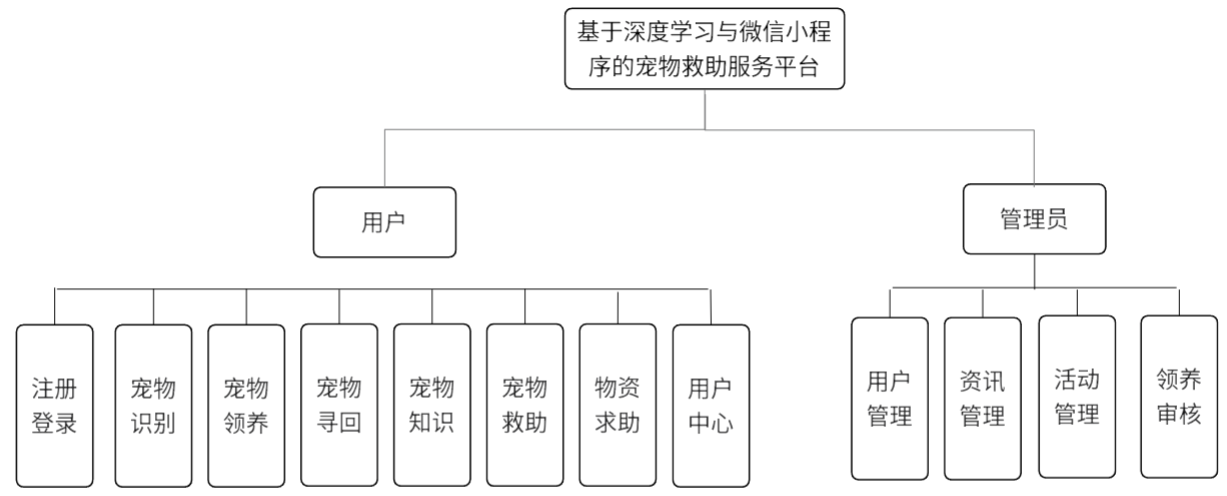 基于深度学习与微信小程
序的宠物救助服务平台
用户
管理员
注册
登录
宠物
识别
宠物
领养
宠物
寻回
宠物
知识
宠物
救助
物资
求助
用户
中心
用户
管理
资讯
管理
活动
管理
领养
审核